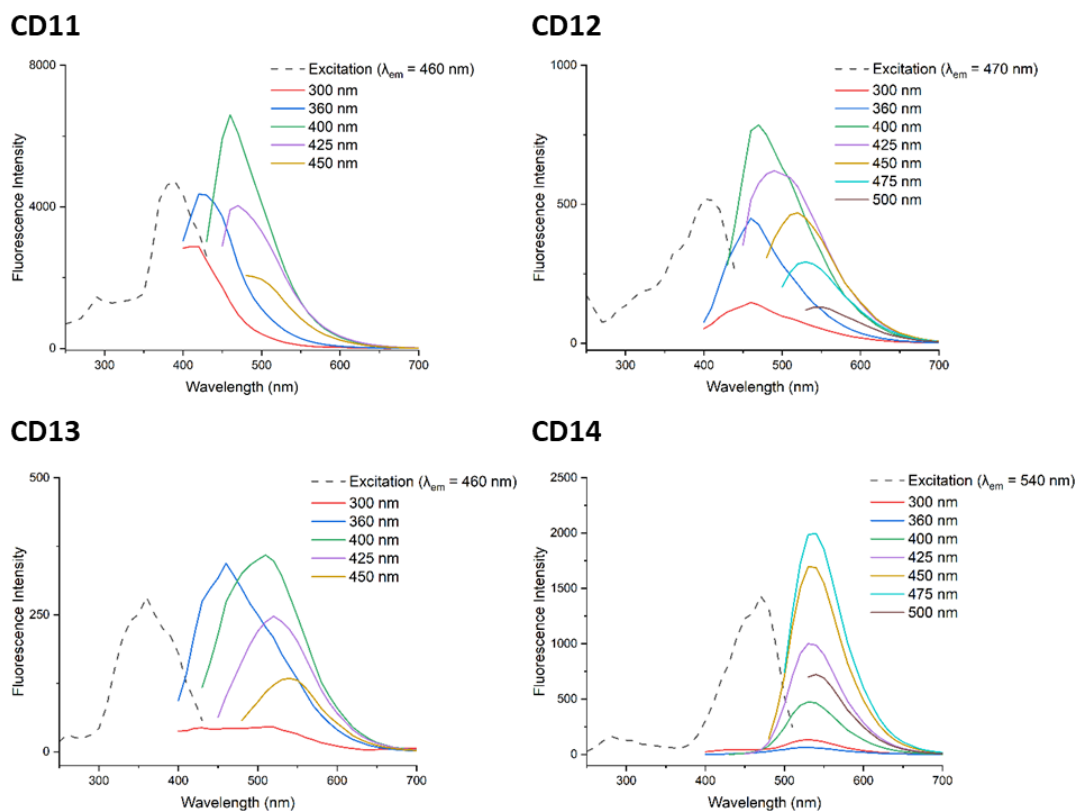 CD11
8000
4000
0
300
400
500
600
700
Fluorescence Intensity
Wavelength (nm)
Excitation (λem = 460 nm)
300 nm
360 nm
400 nm
425 nm
450 nm
CD12
1000
500
0
300
400
500
600
700
Fluorescence Intensity
Wavelength (nm)
Excitation (λem = 470 nm)
300 nm
360 nm
400 nm
425 nm
450 nm
475 nm
500 nm
CD13
500
250
0
300
400
500
600
700
Fluorescence Intensity
Wavelength (nm)
Excitation (λem = 460 nm)
300 nm
360 nm
400 nm
425 nm
450 nm
CD14
2500
2000
1500
1000
500
0
300
400
500
600
700
Fluorescence Intensity
Wavelength (nm)
Excitation (λem = 540 nm)
300 nm
360 nm
400 nm
425 nm
450 nm
475 nm
500 nm